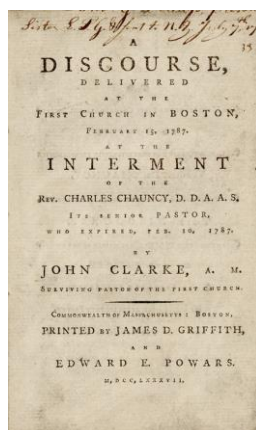 A
DISCOURSE,
DELIVERED
AT THE
FIRST CHURCH IN BOSTON,
FEBRUARY 15, 1787.
AT THE
INTERMENT
OF THE
REV. CHARLES CHAUNCY, D. D. A. A. S.
ITS SENIOR PASTOR,
WHO EXPIRED, FEB. 10, 1787.
BY
JOHN CLARKE, A. M.
SURVIVING PASTOR OF THE FIRST CHURCH.
COMMONWEALTH OF MASSACHUSETTS: BOSTON,
PRINTED BY JAMES D. GRIFFITH,
AND
EDWARD E. POWARS.
M,DCC,LXXXVII,